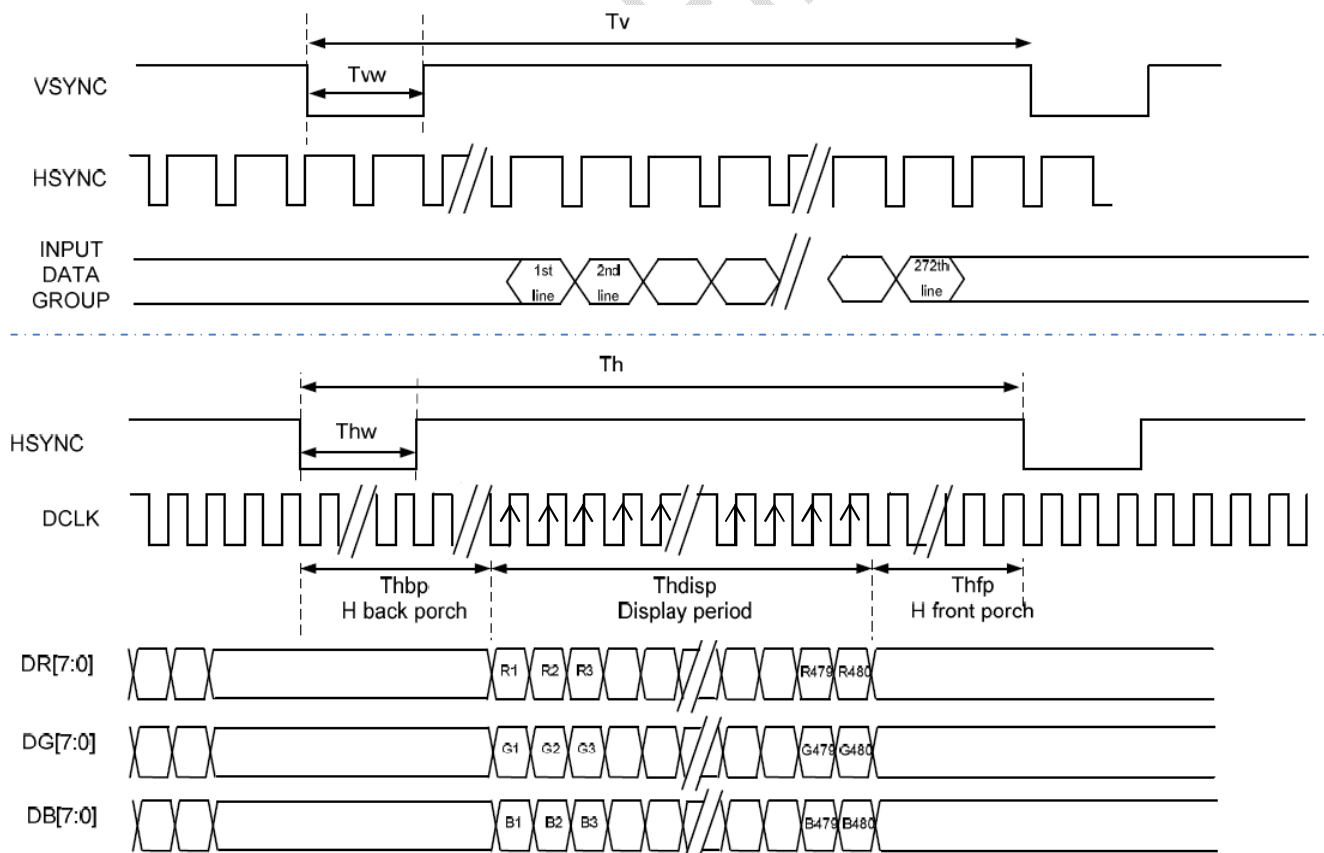 Tv
VSYNC
Tvw
HSYNC
INPUT
DATA
GROUP
1st
line
2nd
line
272th
line
Th
HSYNC
Thw
DCLK
Thbp
H back porch
Thdisp
Display period
Thfp
H front porch
DR[7:0]
R1 R2 R3 R479 R480
DG[7:0]
G1 G2 G3 G479 G480
DB[7:0]
B1 B2 B3 B479 B480